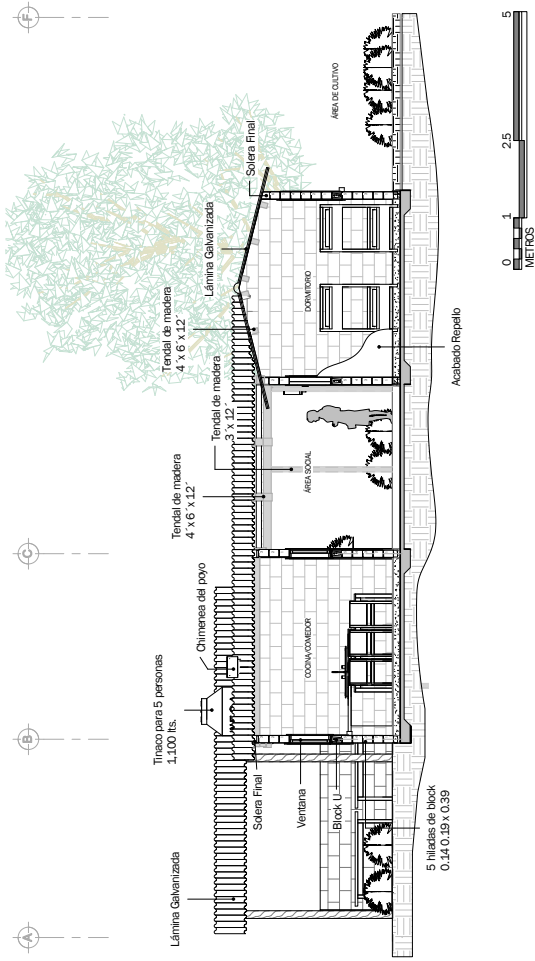 A
B
C
F
Lámina Galvanizada
Tinaco para 5 personas
1,100 lts.
Chimenea del poyo
Tendal de madera
4´x 6´x 12´
Tendal de madera
3´x 12´
Tendal de madera
4´x 6´x 12´
Lámina Galvanizada
Solera Final
Solera Final
Ventana
Block U
COCINA/COMEDOR
ÁREA SOCIAL
DORMITORIO
ÁREA DE CULTIVO
5 hiladas de block
0.14 0.19 x 0.39
Acabado Repello
0 1 2.5 5
METROS